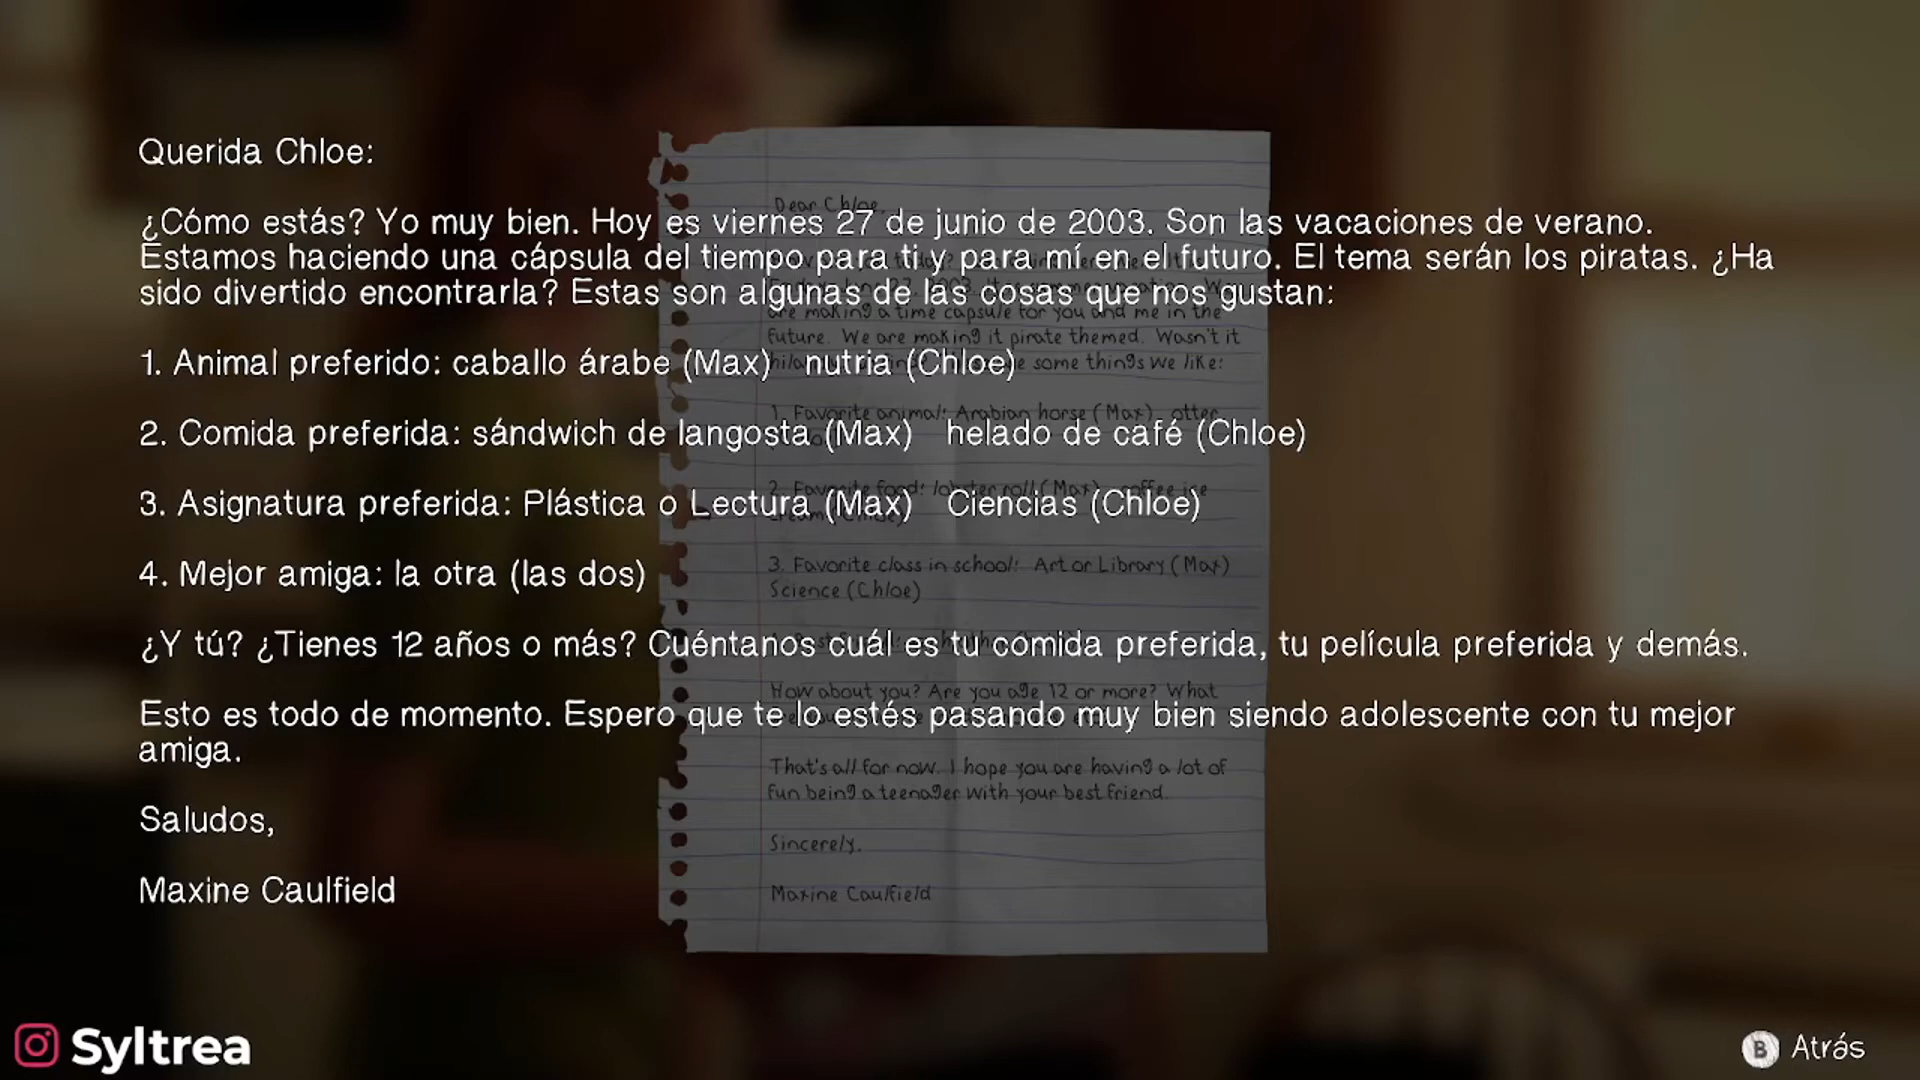 Querida Chloe:
¿Cómo estás? Yo muy bien. Hoy es viernes 27 de junio de 2003. Son las vacaciones de verano.
Estamos haciendo una cápsula del tiempo para ti y para mí en el futuro. El tema serán los piratas. ¿Ha
sido divertido encontrarla? Estas son algunas de las cosas que nos gustan:
1. Animal preferido: caballo árabe (Max)   nutria (Chloe)
2. Comida preferida: sándwich de langosta (Max)   helado de café (Chloe)
3. Asignatura preferida: Plástica o Lectura (Max)   Ciencias (Chloe)
4. Mejor amiga: la otra (las dos)
¿Y tú? ¿Tienes 12 años o más? Cuéntanos cuál es tu comida preferida, tu película preferida y demás.
Esto es todo de momento. Espero que te lo estés pasando muy bien siendo adolescente con tu mejor
amiga.
Saludos,
Maxine Caulfield
Dear Chloe,
are making a time capsule for you and me in the
future. We are making it pirate themed. Wasn't it
some things we like:
1. Favorite animal: Arabian horse (Max), otter
2. Favorite food: lobster roll (Max), coffee ice
3. Favorite class in school: Art or Library (Max)
Science (Chloe)
How about you? Are you age 12 or more? What
That's all for now. I hope you are having a lot of
fun being a teenager with your best friend.
Sincerely,
Maxine Caulfield
Syltrea
B Atrás